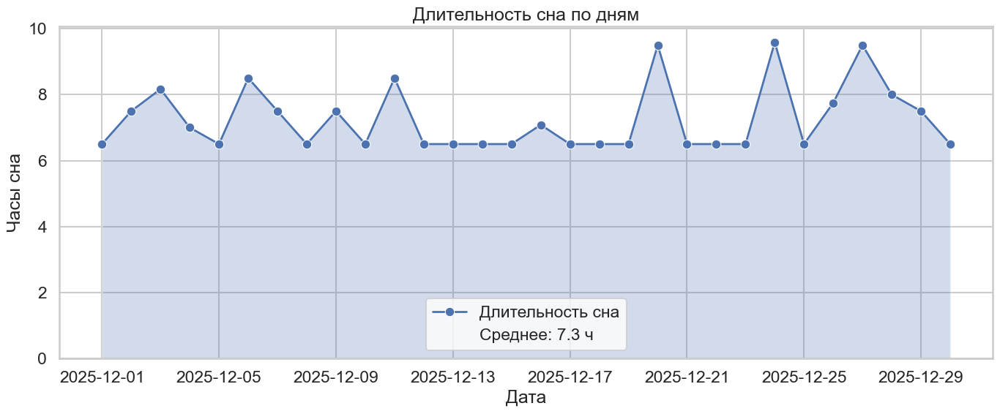 Длительность сна по дням
Часы сна
10
8
6
4
2
0
Длительность сна
Среднее: 7.3 ч
2025-12-01 2025-12-05 2025-12-09 2025-12-13 2025-12-17 2025-12-21 2025-12-25 2025-12-29
Дата